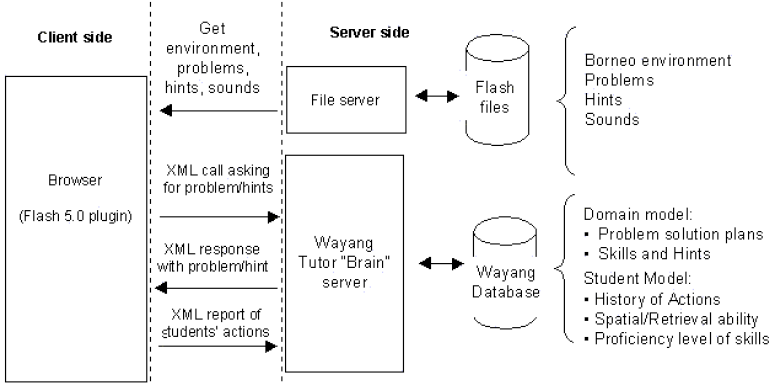 Client side
Browser
(Flash 5.0 plugin)
Get
environment,
problems,
hints, sounds
XML call asking
for problem/hints
XML response
with problem/hint
XML report of
students' actions
Server side
File server
Wayang
Tutor "Brain"
server
Flash
files
Wayang
Database
Borneo environment
Problems
Hints
Sounds
Domain model:
▪ Problem solution plans
▪ Skills and Hints
Student Model:
▪ History of Actions
▪ Spatial/Retrieval ability
▪ Proficiency level of skills